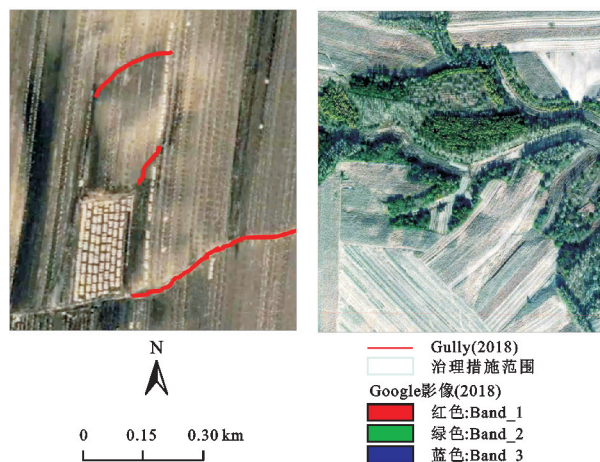 N
0 0.15 0.30 km
Gully(2018)
治理措施范围
Google影像(2018)
红色:Band_1
绿色:Band_2
蓝色:Band_3